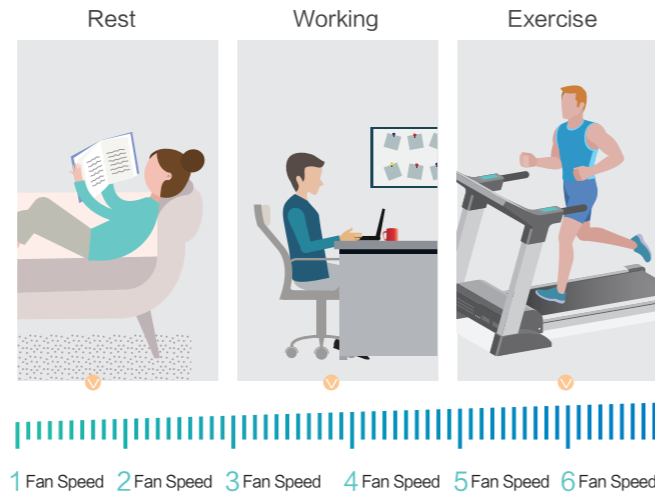 Rest
Working
Exercise
1 Fan Speed
2 Fan Speed
3 Fan Speed
4 Fan Speed
5 Fan Speed
6 Fan Speed